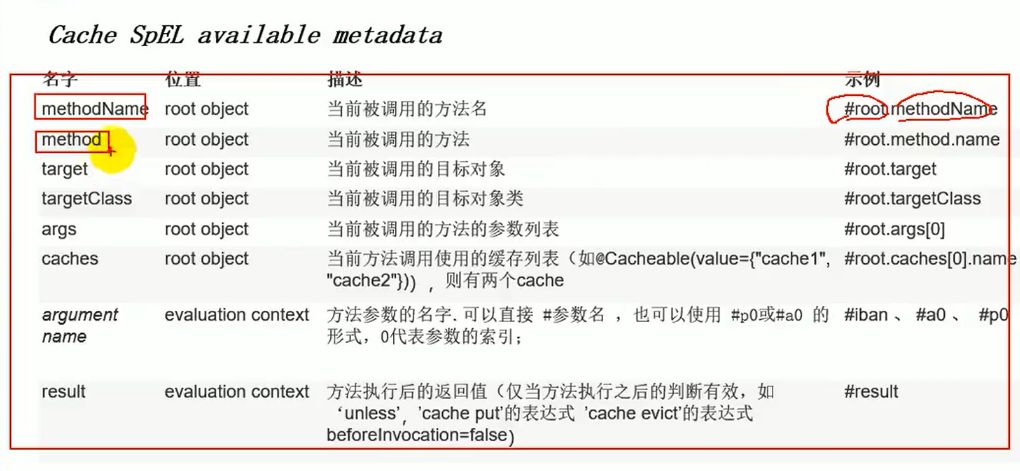 Cache SpEL available metadata
名字 位置 描述 示例
methodName root object 当前被调用的方法名 #root.methodName
method root object 当前被调用的方法 #root.method.name
target root object 当前被调用的目标对象 #root.target
targetClass root object 当前被调用的目标对象类 #root.targetClass
args root object 当前被调用的方法的参数列表 #root.args[0]
caches root object 当前方法调用使用的缓存列表（如@Cacheable(value={"cache1", #root.caches[0].name
"cache2"})），则有两个cache
argument evaluation context 方法参数的名字.可以直接 #参数名 ，也可以使用 #p0或#a0 的 #iban 、 #a0 、 #p0
name 形式，0代表参数的索引；
result evaluation context 方法执行后的返回值（仅当方法执行之后的判断有效，如 #result
‘unless’，'cache put'的表达式 'cache evict'的表达式
beforeInvocation=false）